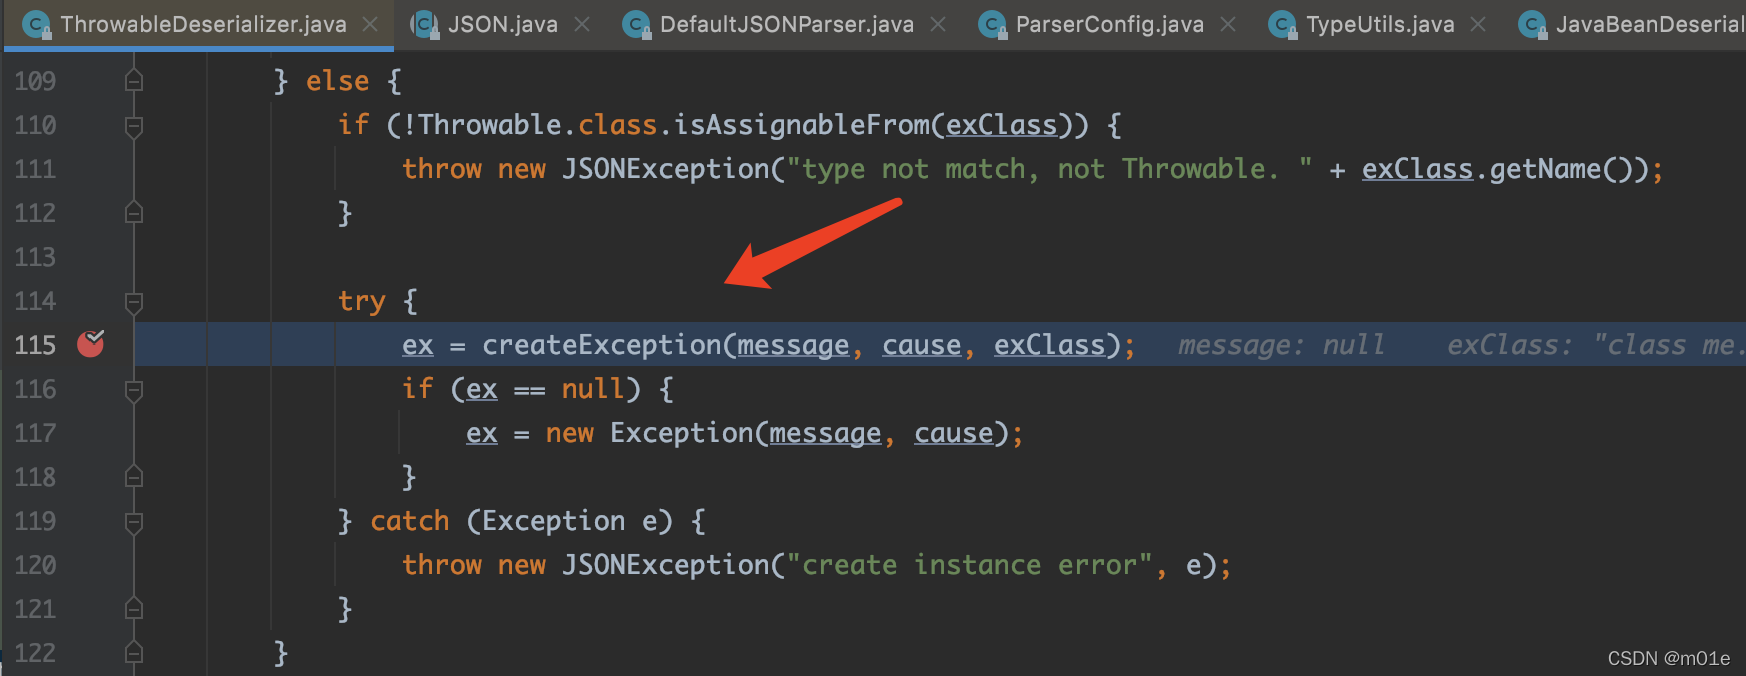 ThrowableDeserializer.java JSON.java DefaultJSONParser.java ParserConfig.java TypeUtils.java JavaBeanDeserial
109 } else {
110 if (!Throwable.class.isAssignableFrom(exClass)) {
111 throw new JSONException("type not match, not Throwable. " + exClass.getName());
112 }
113
114 try {
115 ex = createException(message, cause, exClass); message: null exClass: "class me.
116 if (ex == null) {
117 ex = new Exception(message, cause);
118 }
119 } catch (Exception e) {
120 throw new JSONException("create instance error", e);
121 }
122 }
CSDN @m01e